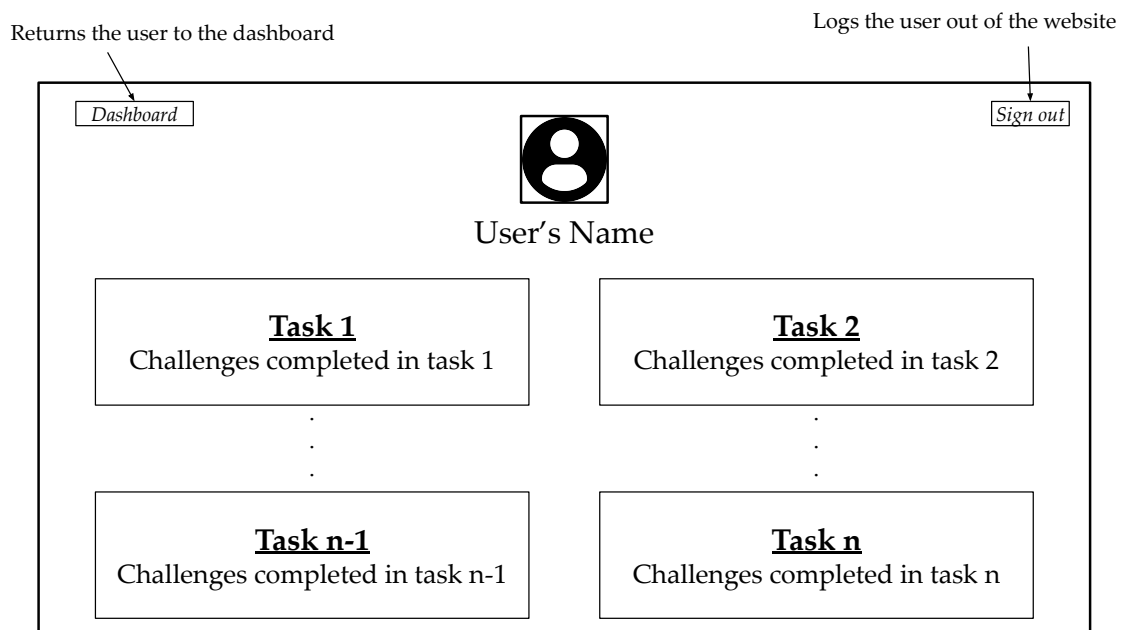 Logs the user out of the website
Returns the user to the dashboard
Dashboard
Sign out
User’s Name
Task 1
Challenges completed in task 1
Task 2
Challenges completed in task 2
Task n-1
Challenges completed in task n-1
Task n
Challenges completed in task n